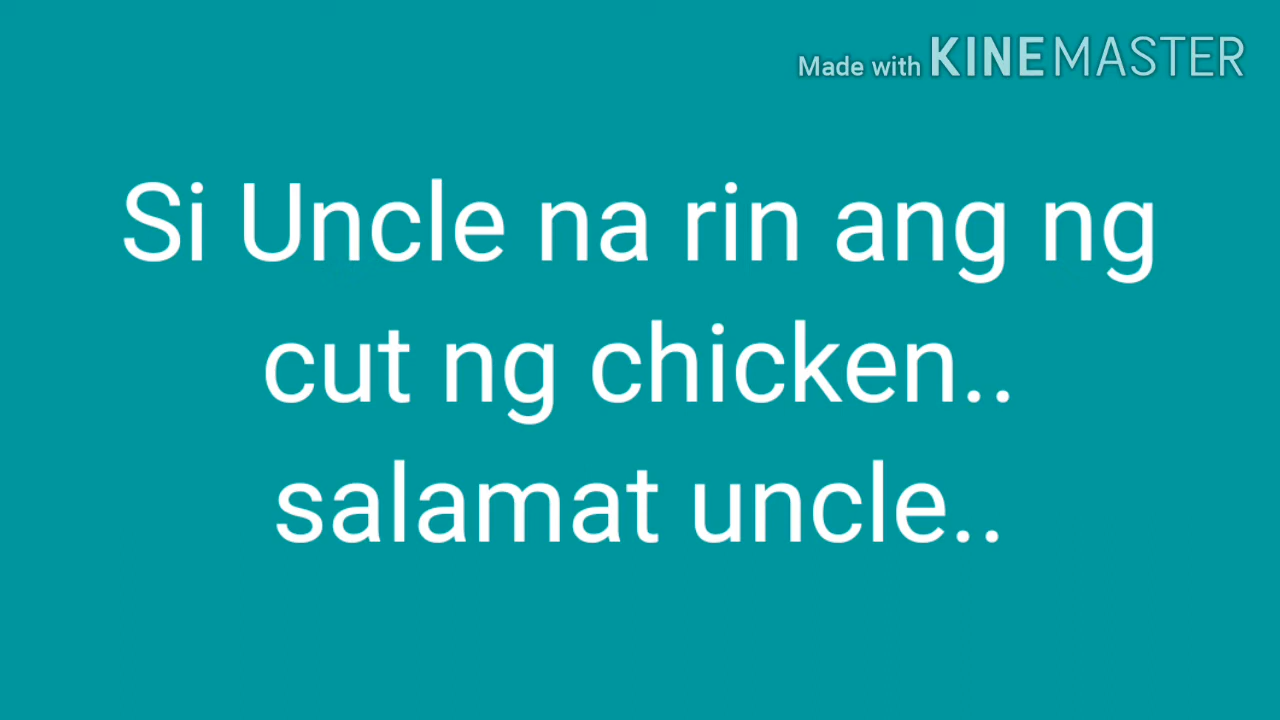 Made with KINEMASTER
Si Uncle na rin ang ng
cut ng chicken..
salamat uncle..